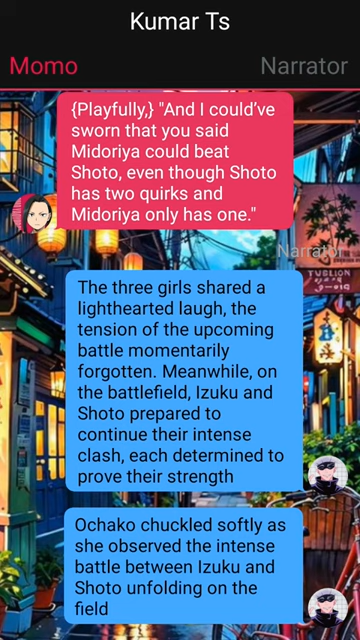 Kumar Ts
Momo
Narrator
{Playfully,} "And I could've
sworn that you said
Midoriya could beat
Shoto, even though Shoto
has two quirks and
Midoriya only has one."
Narrator
The three girls shared a
lighthearted laugh, the
tension of the upcoming
battle momentarily
forgotten. Meanwhile, on
the battlefield, Izuku and
Shoto prepared to
continue their intense
clash, each determined to
prove their strength
Ochako chuckled softly as
she observed the intense
battle between Izuku and
Shoto unfolding on the
field